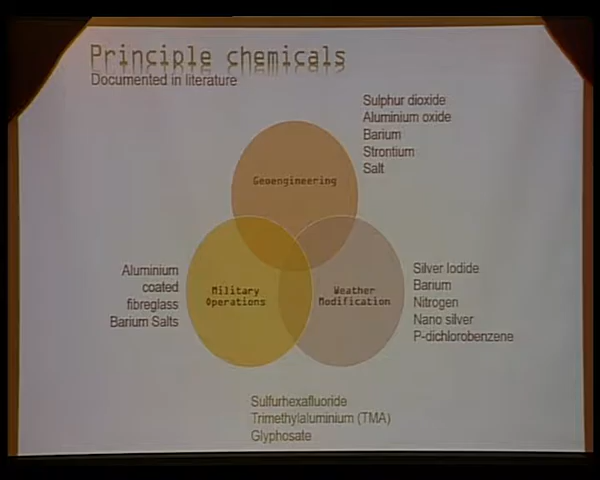 Principle chemicals
Documented in literature
Sulphur dioxide
Aluminium oxide
Barium
Strontium
Salt
Geoengineering
Aluminium
coated
fibreglass
Barium Salts
Military
Operations
Weather
Modification
Silver Iodide
Barium
Nitrogen
Nano silver
P-dichlorobenzene
Sulfurhexafluoride
Trimethylaluminium (TMA)
Glyphosate